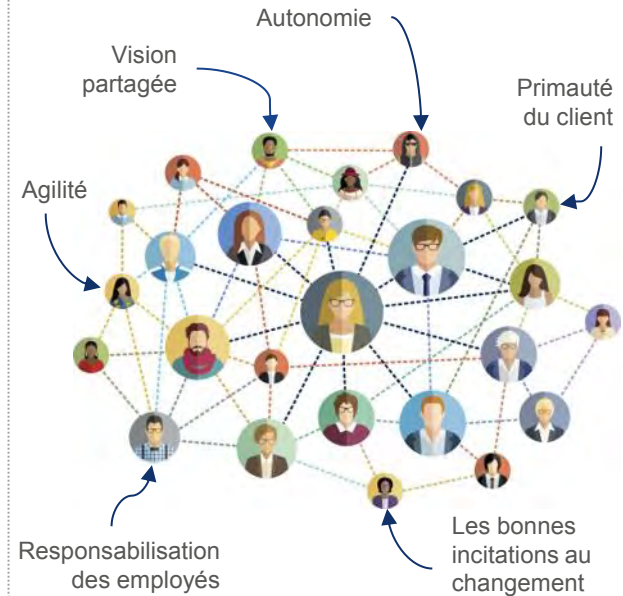 Autonomie
Vision
partagée
Primauté
du client
Agilité
Responsabilisation
des employés
Les bonnes
incitations au
changement